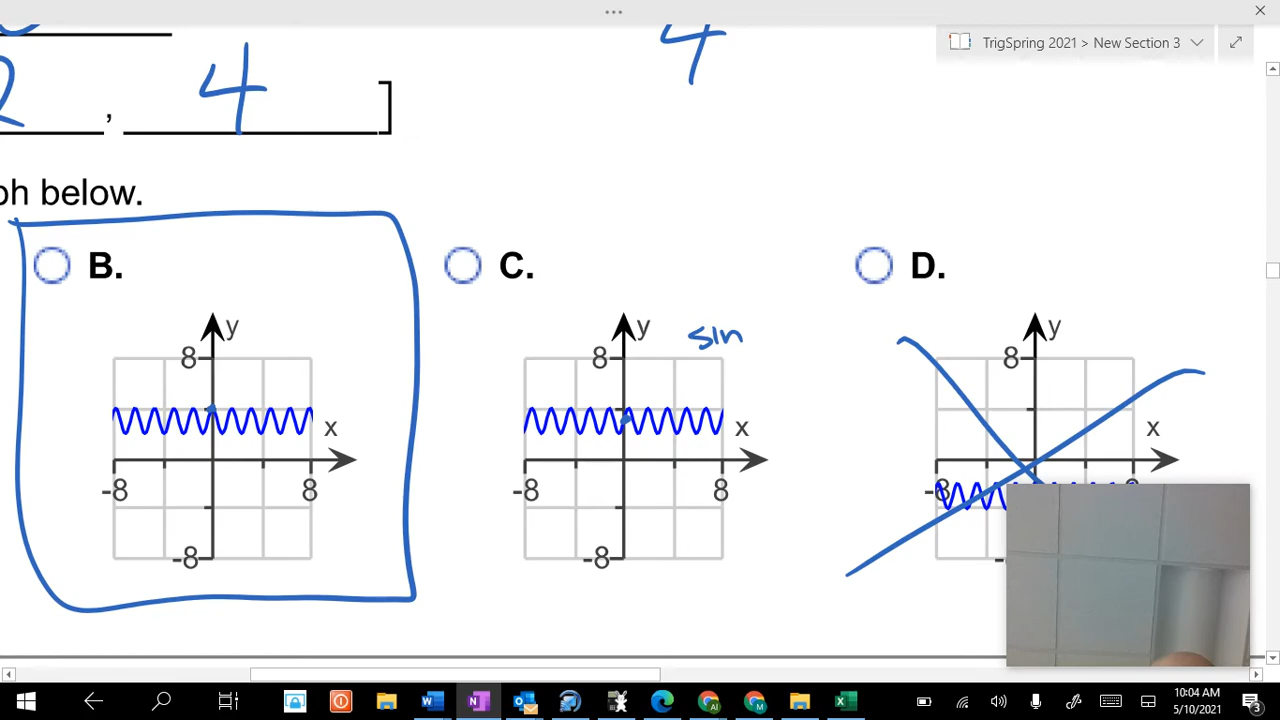 TrigSpring 2021 > New Section 3
4
2, 4]
ph below.
B. C. D.
y y sin y
8 8 8
x x x
-8 8 -8 8 -8
-8 -8
10:04 AM
5/10/2021
3